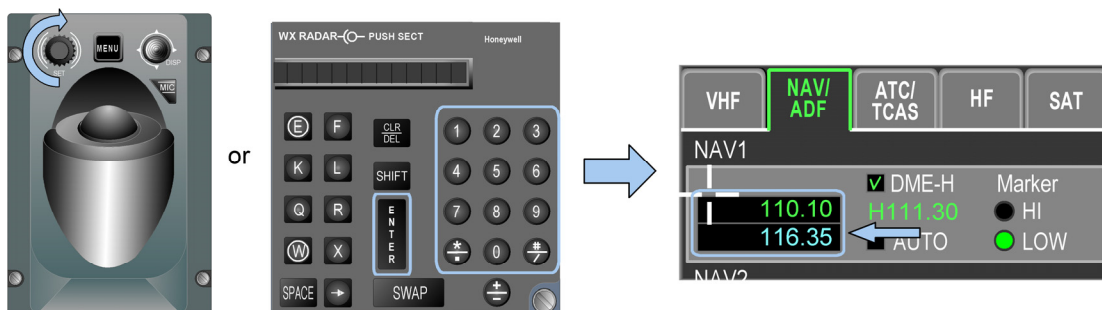 MENU
SET
DISP
MIC
or
WX RADAR PUSH SECT
Honeywell
E F CLR DEL 1 2 3
K L SHIFT 4 5 6
Q R ENTER 7 8 9
W X * . 0 # /
SPACE SWAP + −
VHF NAV/ ADF ATC/ TCAS HF SAT
NAV1
DME-H Marker
110.10 H111.30 HI
116.35 AUTO LOW
NAV2